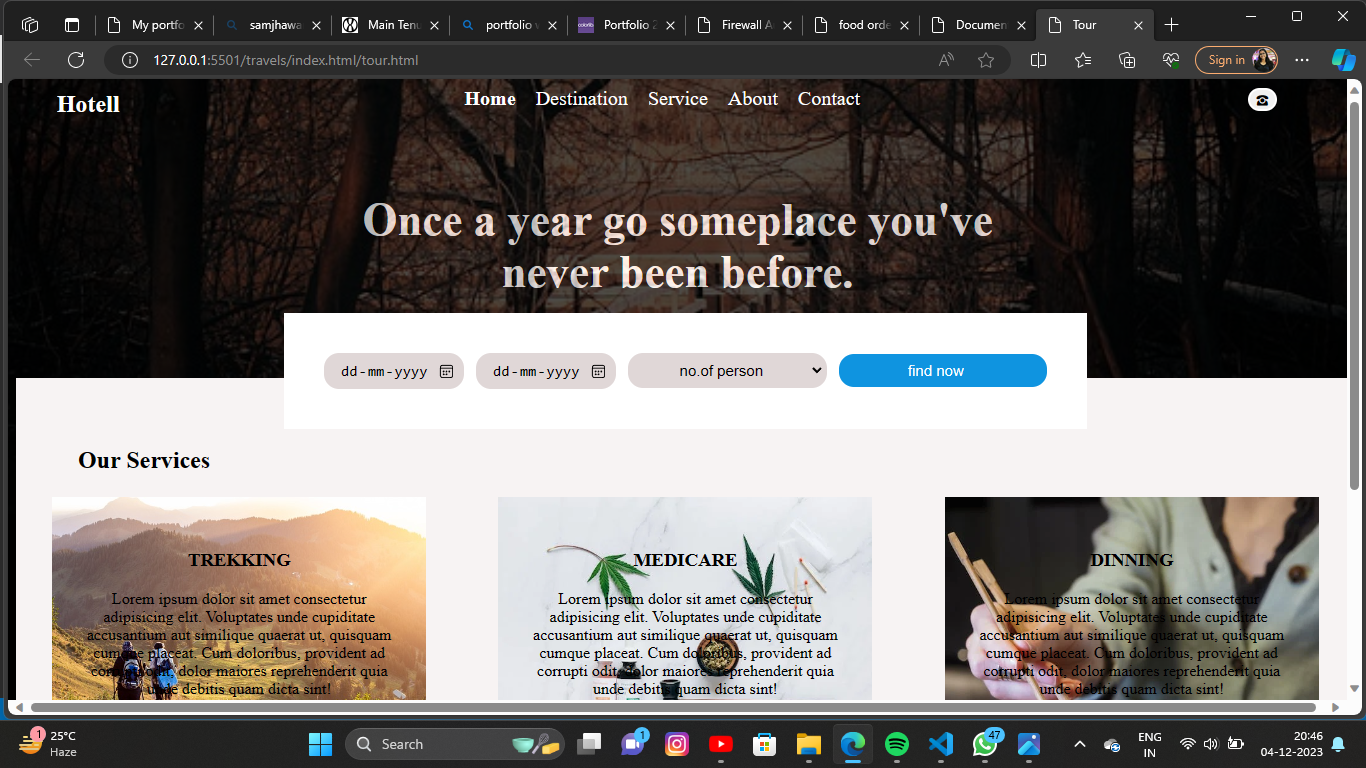 My portfo
samjhawa
Main Tenu
portfolio w
Portfolio 2
Firewall A
food orde
Documen
Tour
127.0.0.1:5501/travels/index.html/tour.html
Sign in
Hotell
Home Destination Service About Contact
Once a year go someplace you've
never been before.
dd-mm-yyyy dd-mm-yyyy no.of person find now
Our Services
TREKKING
Lorem ipsum dolor sit amet consectetur
adipisicing elit. Voluptates unde cupiditate
accusantium aut similique quaerat ut, quisquam
cumque placeat. Cum doloribus, provident ad
corrupti odit, dolor maiores reprehenderit quia
unde debitis quam dicta sint!
MEDICARE
Lorem ipsum dolor sit amet consectetur
adipisicing elit. Voluptates unde cupiditate
accusantium aut similique quaerat ut, quisquam
cumque placeat. Cum doloribus, provident ad
corrupti odit, dolor maiores reprehenderit quia
unde debitis quam dicta sint!
DINNING
Lorem ipsum dolor sit amet consectetur
adipisicing elit. Voluptates unde cupiditate
accusantium aut similique quaerat ut, quisquam
cumque placeat. Cum doloribus, provident ad
corrupti odit, dolor maiores reprehenderit quia
unde debitis quam dicta sint!
1
25°C
Haze
Search
1
47
ENG
IN
20:46
04-12-2023